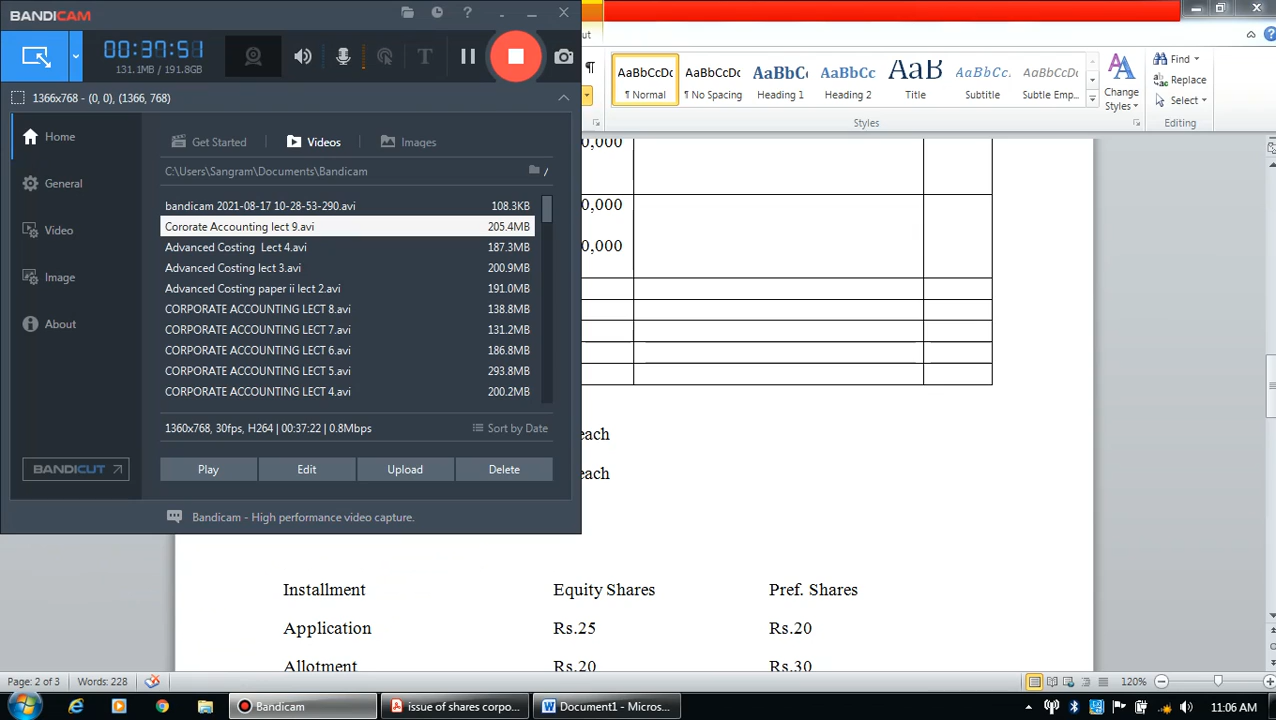 BANDICAM
00:37:51
131.1MB / 191.8GB
1366x768 - (0, 0), (1366, 768)
Home
General
Video
Image
About
BANDICUT
Get Started
Videos
Images
C:\Users\Sangram\Documents\Bandicam
bandicam 2021-08-17 10-28-53-290.avi 108.3KB
Cororate Accounting lect 9.avi 205.4MB
Advanced Costing Lect 4.avi 187.3MB
Advanced Costing lect 3.avi 200.9MB
Advanced Costing paper ii lect 2.avi 191.0MB
CORPORATE ACCOUNTING LECT 8.avi 138.8MB
CORPORATE ACCOUNTING LECT 7.avi 131.2MB
CORPORATE ACCOUNTING LECT 6.avi 186.8MB
CORPORATE ACCOUNTING LECT 5.avi 293.8MB
CORPORATE ACCOUNTING LECT 4.avi 200.2MB
1360x768, 30fps, H264 | 00:37:22 | 0.8Mbps
Sort by Date
Play Edit Upload Delete
Bandicam - High performance video capture.
ut
AaBbCcDc AaBbCcDc AaBbCc AaBbCc AaB AaBbCc. AaBbCcDc
¶ Normal ¶ No Spacing Heading 1 Heading 2 Title Subtitle Subtle Emp...
Change Styles
Styles
Find
Replace
Select
Editing
0,000
0,000
0,000
each
each
Installment Equity Shares Pref. Shares
Application Rs.25 Rs.20
Allotment Rs.20 Rs.30
Page: 2 of 3 Words: 228 120%
Bandicam issue of shares corpo... Document1 - Micros... 11:06 AM